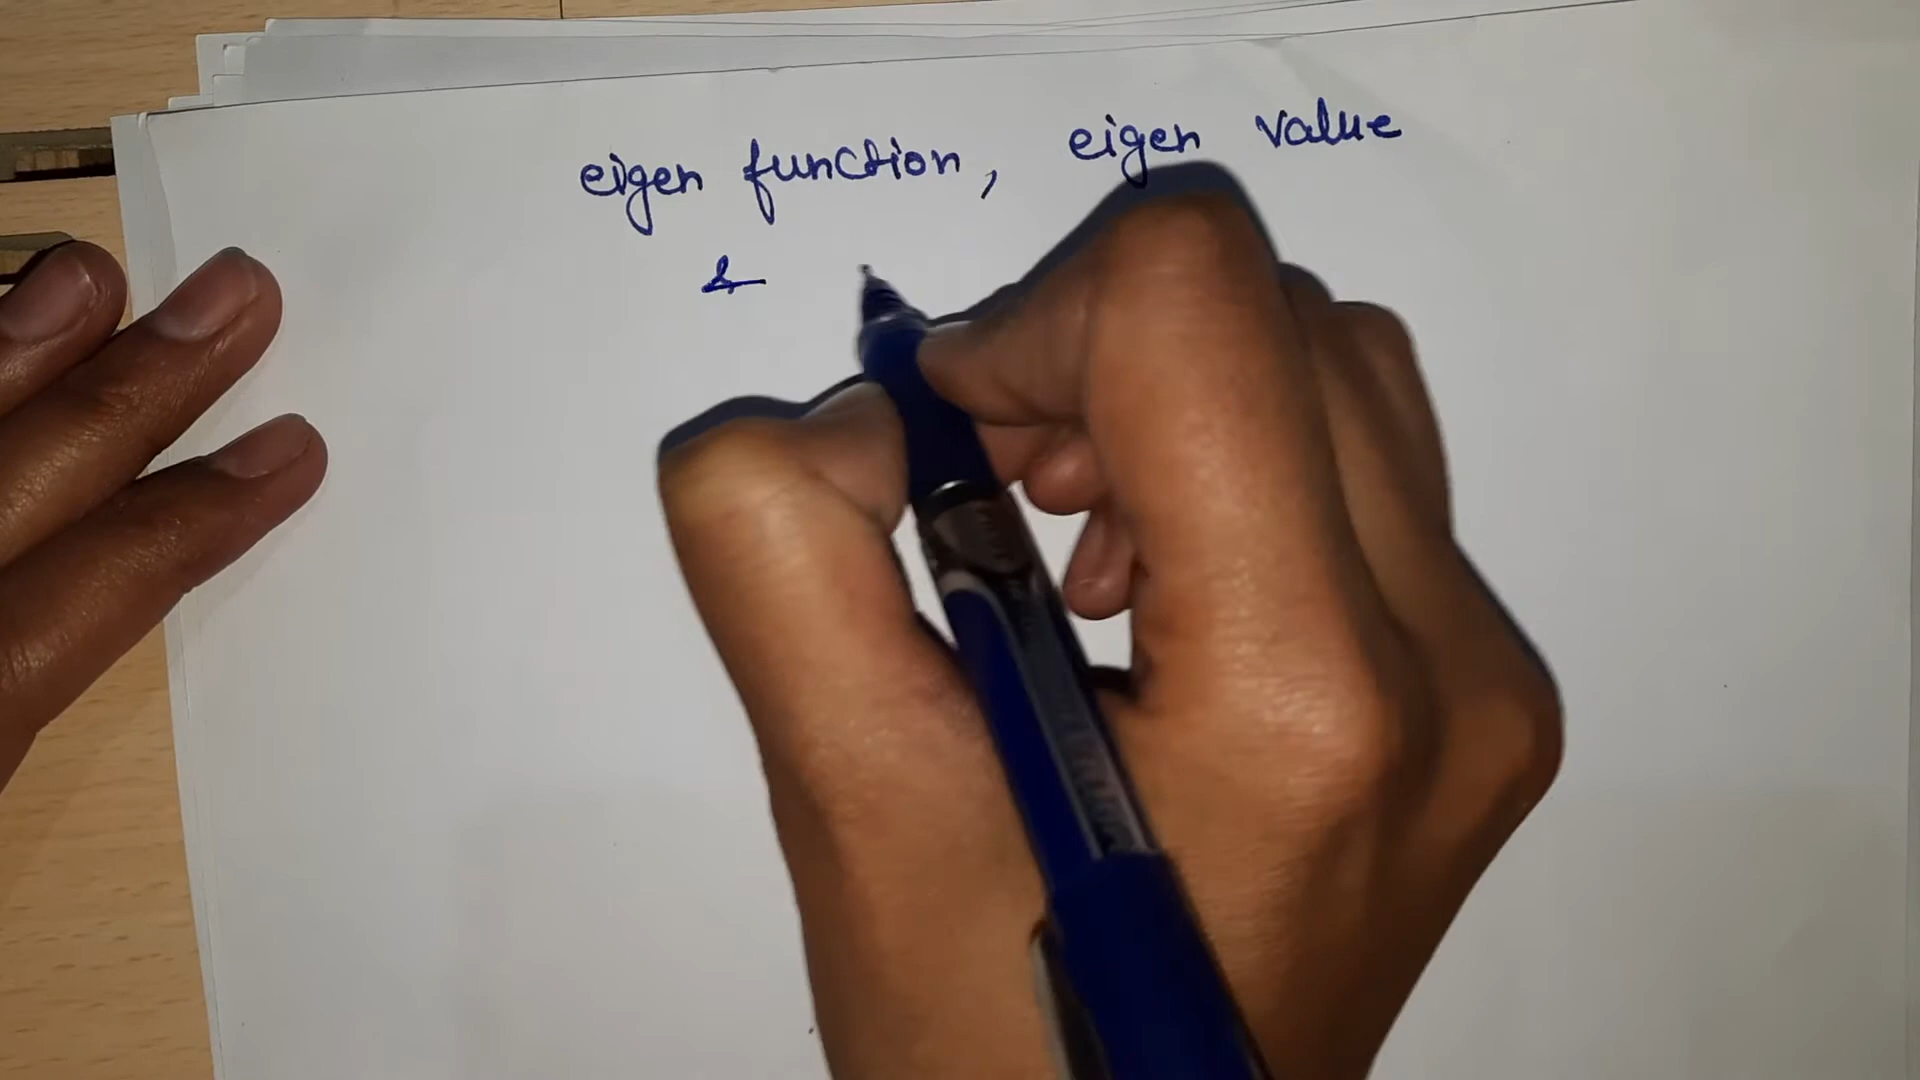 eigen function, eigen value
&